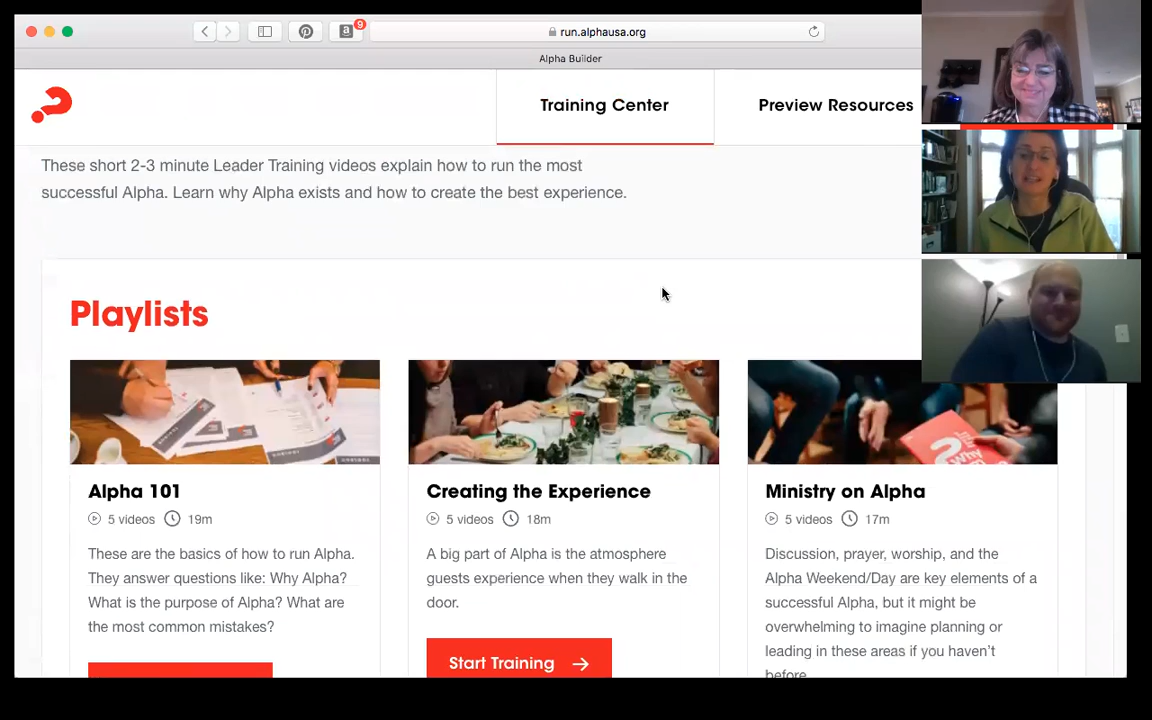 9
run.alphausa.org
Alpha Builder
Training Center
Preview Resources
These short 2-3 minute Leader Training videos explain how to run the most
successful Alpha. Learn why Alpha exists and how to create the best experience.
Playlists
Alpha 101
5 videos 19m
These are the basics of how to run Alpha.
They answer questions like: Why Alpha?
What is the purpose of Alpha? What are
the most common mistakes?
Creating the Experience
5 videos 18m
A big part of Alpha is the atmosphere
guests experience when they walk in the
door.
Start Training
Ministry on Alpha
5 videos 17m
Discussion, prayer, worship, and the
Alpha Weekend/Day are key elements of a
successful Alpha, but it might be
overwhelming to imagine planning or
leading in these areas if you haven't
before